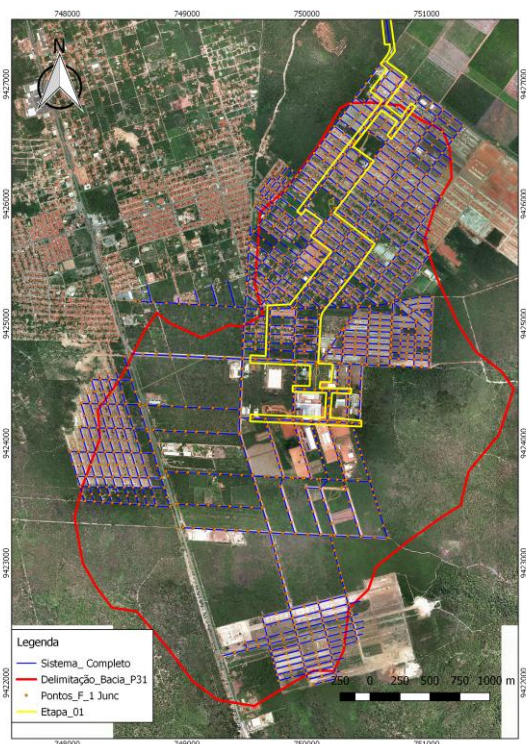 748000 749000 750000 751000
N
9427000 9427000
9426000 9426000
9425000 9425000
9424000 9424000
9423000 9423000
9422000 9422000
Legenda
Sistema_ Completo
Delimitação_Bacia_P31
Pontos_F_1 Junc
Etapa_01
250 0 250 500 750 1000 m
748000 749000 750000 751000